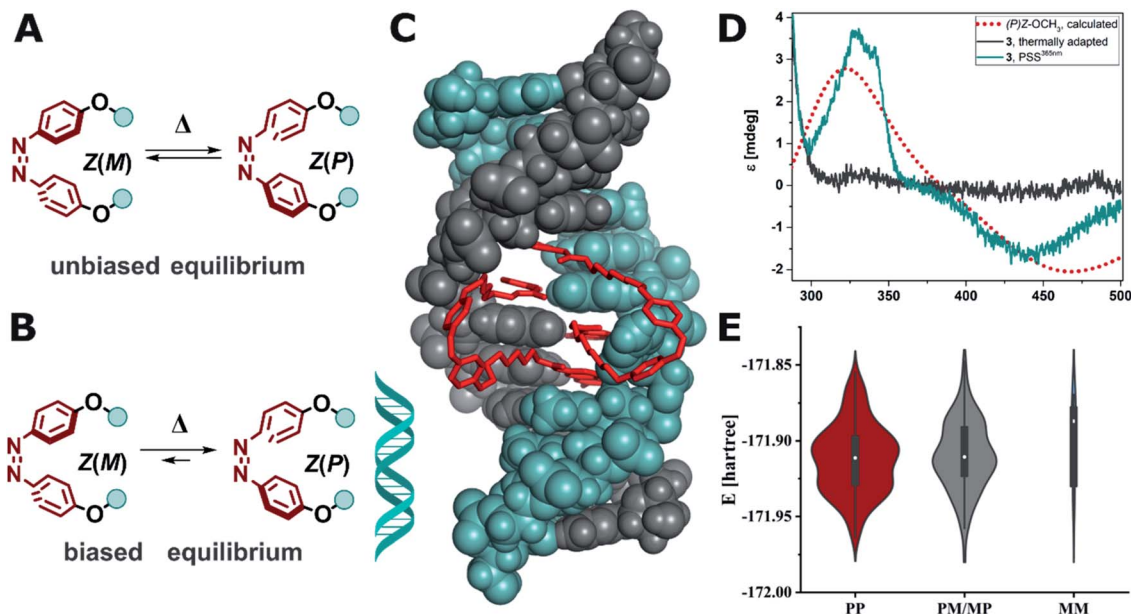 A
O
N
N
Z(M)
O
Δ
O
N
N
Z(P)
O
unbiased equilibrium
B
O
N
N
Z(M)
O
Δ
O
N
N
Z(P)
O
biased equilibrium
C
D
4
3
2
1
0
-1
-2
ε [mdeg]
(P)Z-OCH₃, calculated
3, thermally adapted
3, PSS³⁶⁵ⁿᵐ
300 350 400 450 500
E
-171.85
-171.90
-171.95
-172.00
E [hartree]
PP PM/MP MM